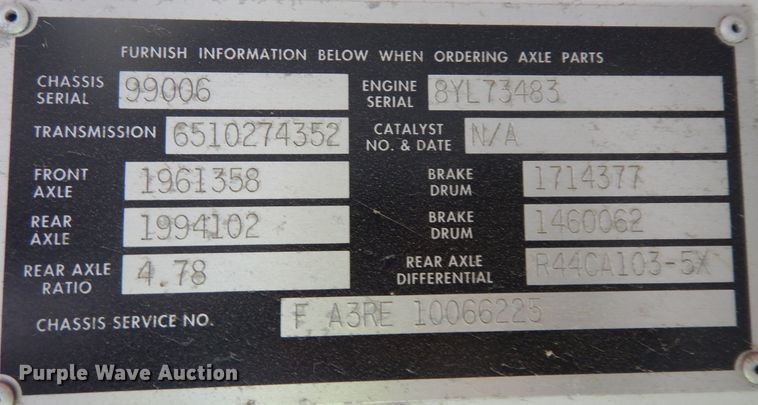 FURNISH INFORMATION BELOW WHEN ORDERING AXLE PARTS
CHASSIS SERIAL 99006 ENGINE SERIAL 8YL73483
TRANSMISSION 6510274352 CATALYST NO. & DATE N/A
FRONT AXLE 1961358 BRAKE DRUM 1714377
REAR AXLE 1994102 BRAKE DRUM 1460062
REAR AXLE RATIO 4.78 REAR AXLE DIFFERENTIAL R44CA103-5X
CHASSIS SERVICE NO. F A3RE 10066225
Purple Wave Auction